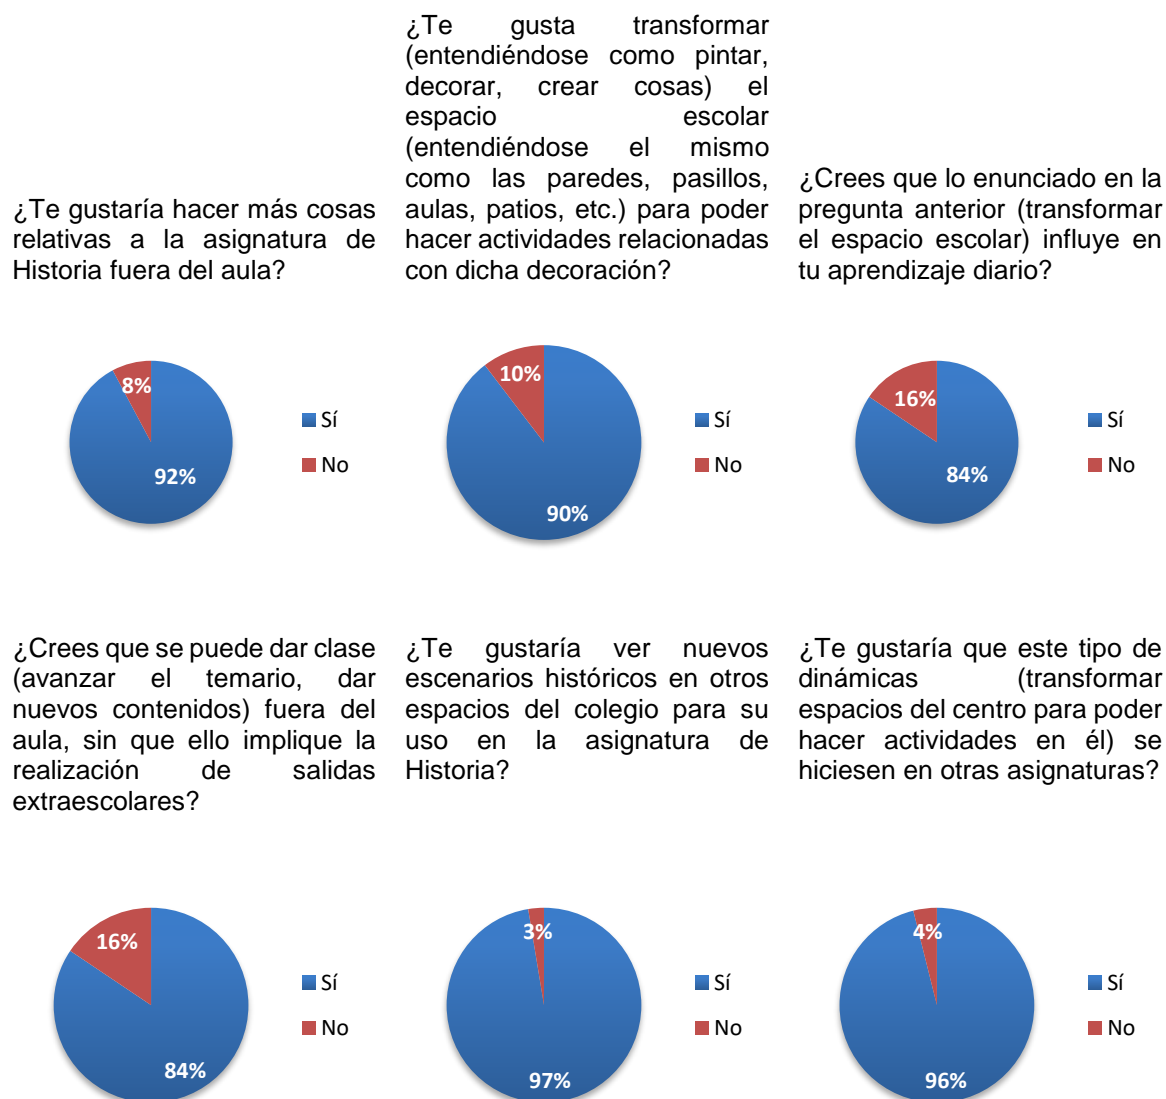 ¿Te gustaría hacer más cosas
relativas a la asignatura de
Historia fuera del aula?
8%
92%
Sí
No
¿Te gusta transformar
(entendiéndose como pintar,
decorar, crear cosas) el
espacio escolar
(entendiéndose el mismo
como las paredes, pasillos,
aulas, patios, etc.) para poder
hacer actividades relacionadas
con dicha decoración?
10%
90%
Sí
No
¿Crees que lo enunciado en la
pregunta anterior (transformar
el espacio escolar) influye en
tu aprendizaje diario?
16%
84%
Sí
No
¿Crees que se puede dar clase
(avanzar el temario, dar
nuevos contenidos) fuera del
aula, sin que ello implique la
realización de salidas
extraescolares?
16%
84%
Sí
No
¿Te gustaría ver nuevos
escenarios históricos en otros
espacios del colegio para su
uso en la asignatura de
Historia?
3%
97%
Sí
No
¿Te gustaría que este tipo de
dinámicas (transformar
espacios del centro para poder
hacer actividades en él) se
hiciesen en otras asignaturas?
4%
96%
Sí
No